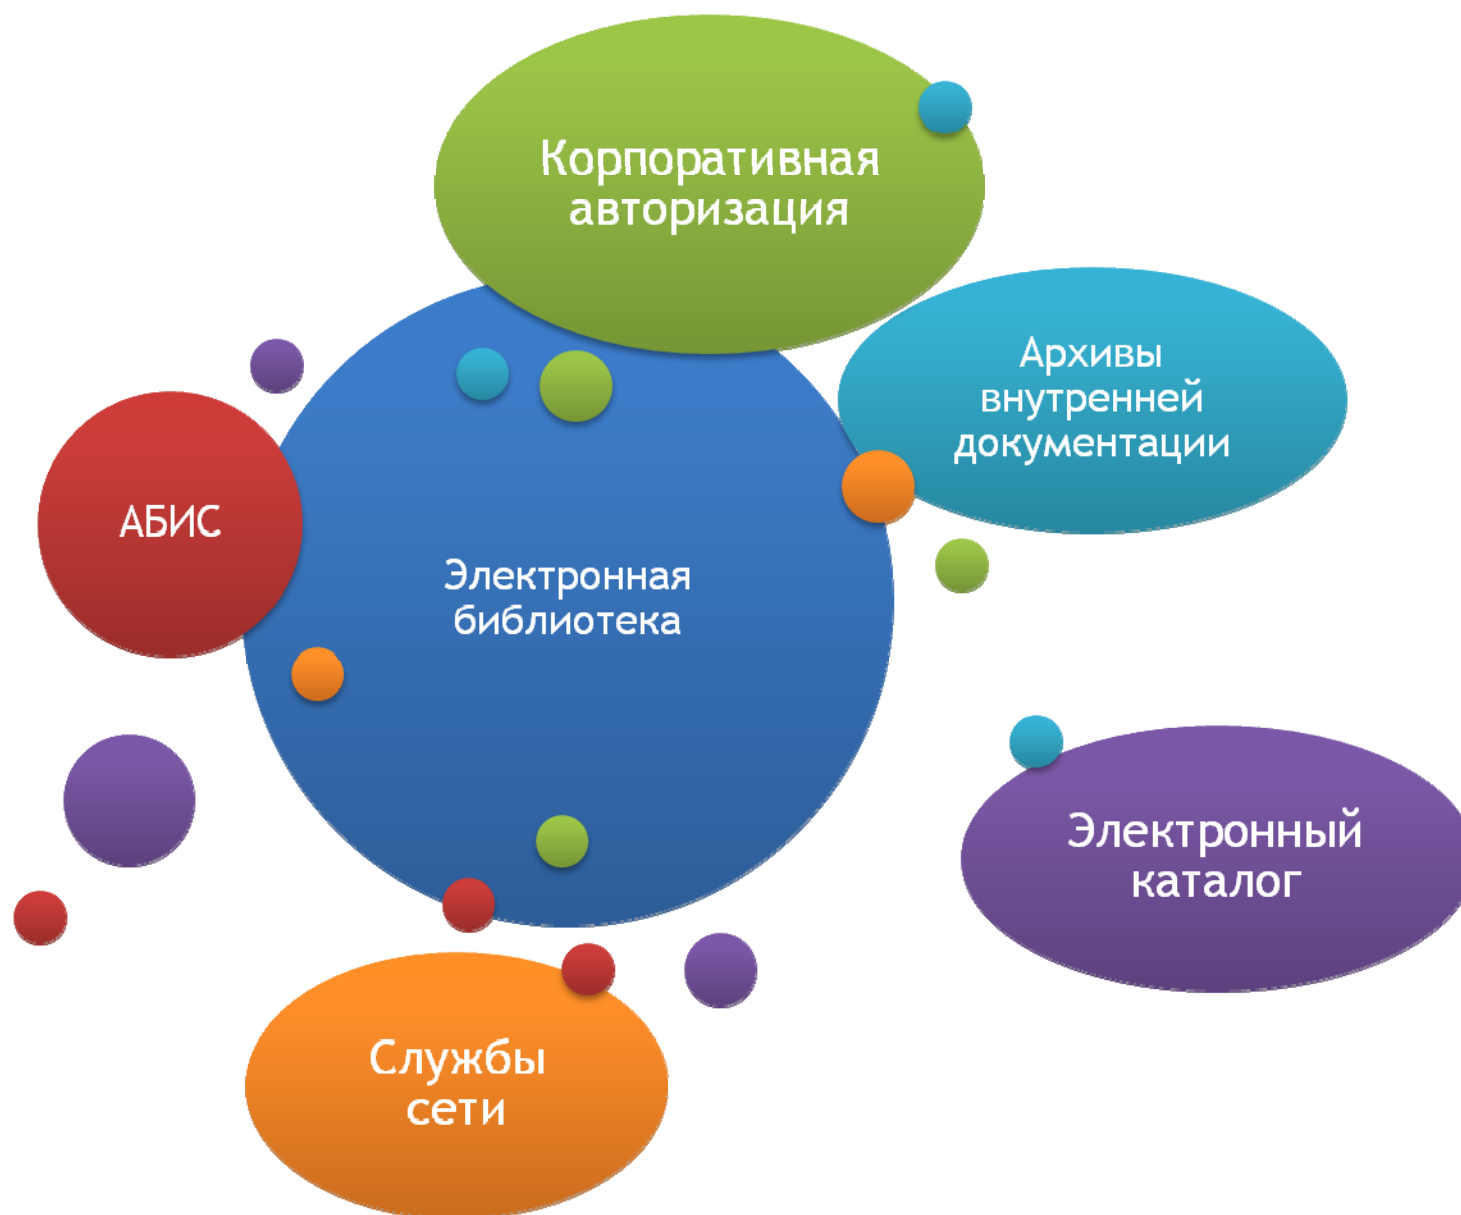 Корпоративная
авторизация
Архивы
внутренней
документации
АБИС
Электронная
библиотека
Электронный
каталог
Службы
сети